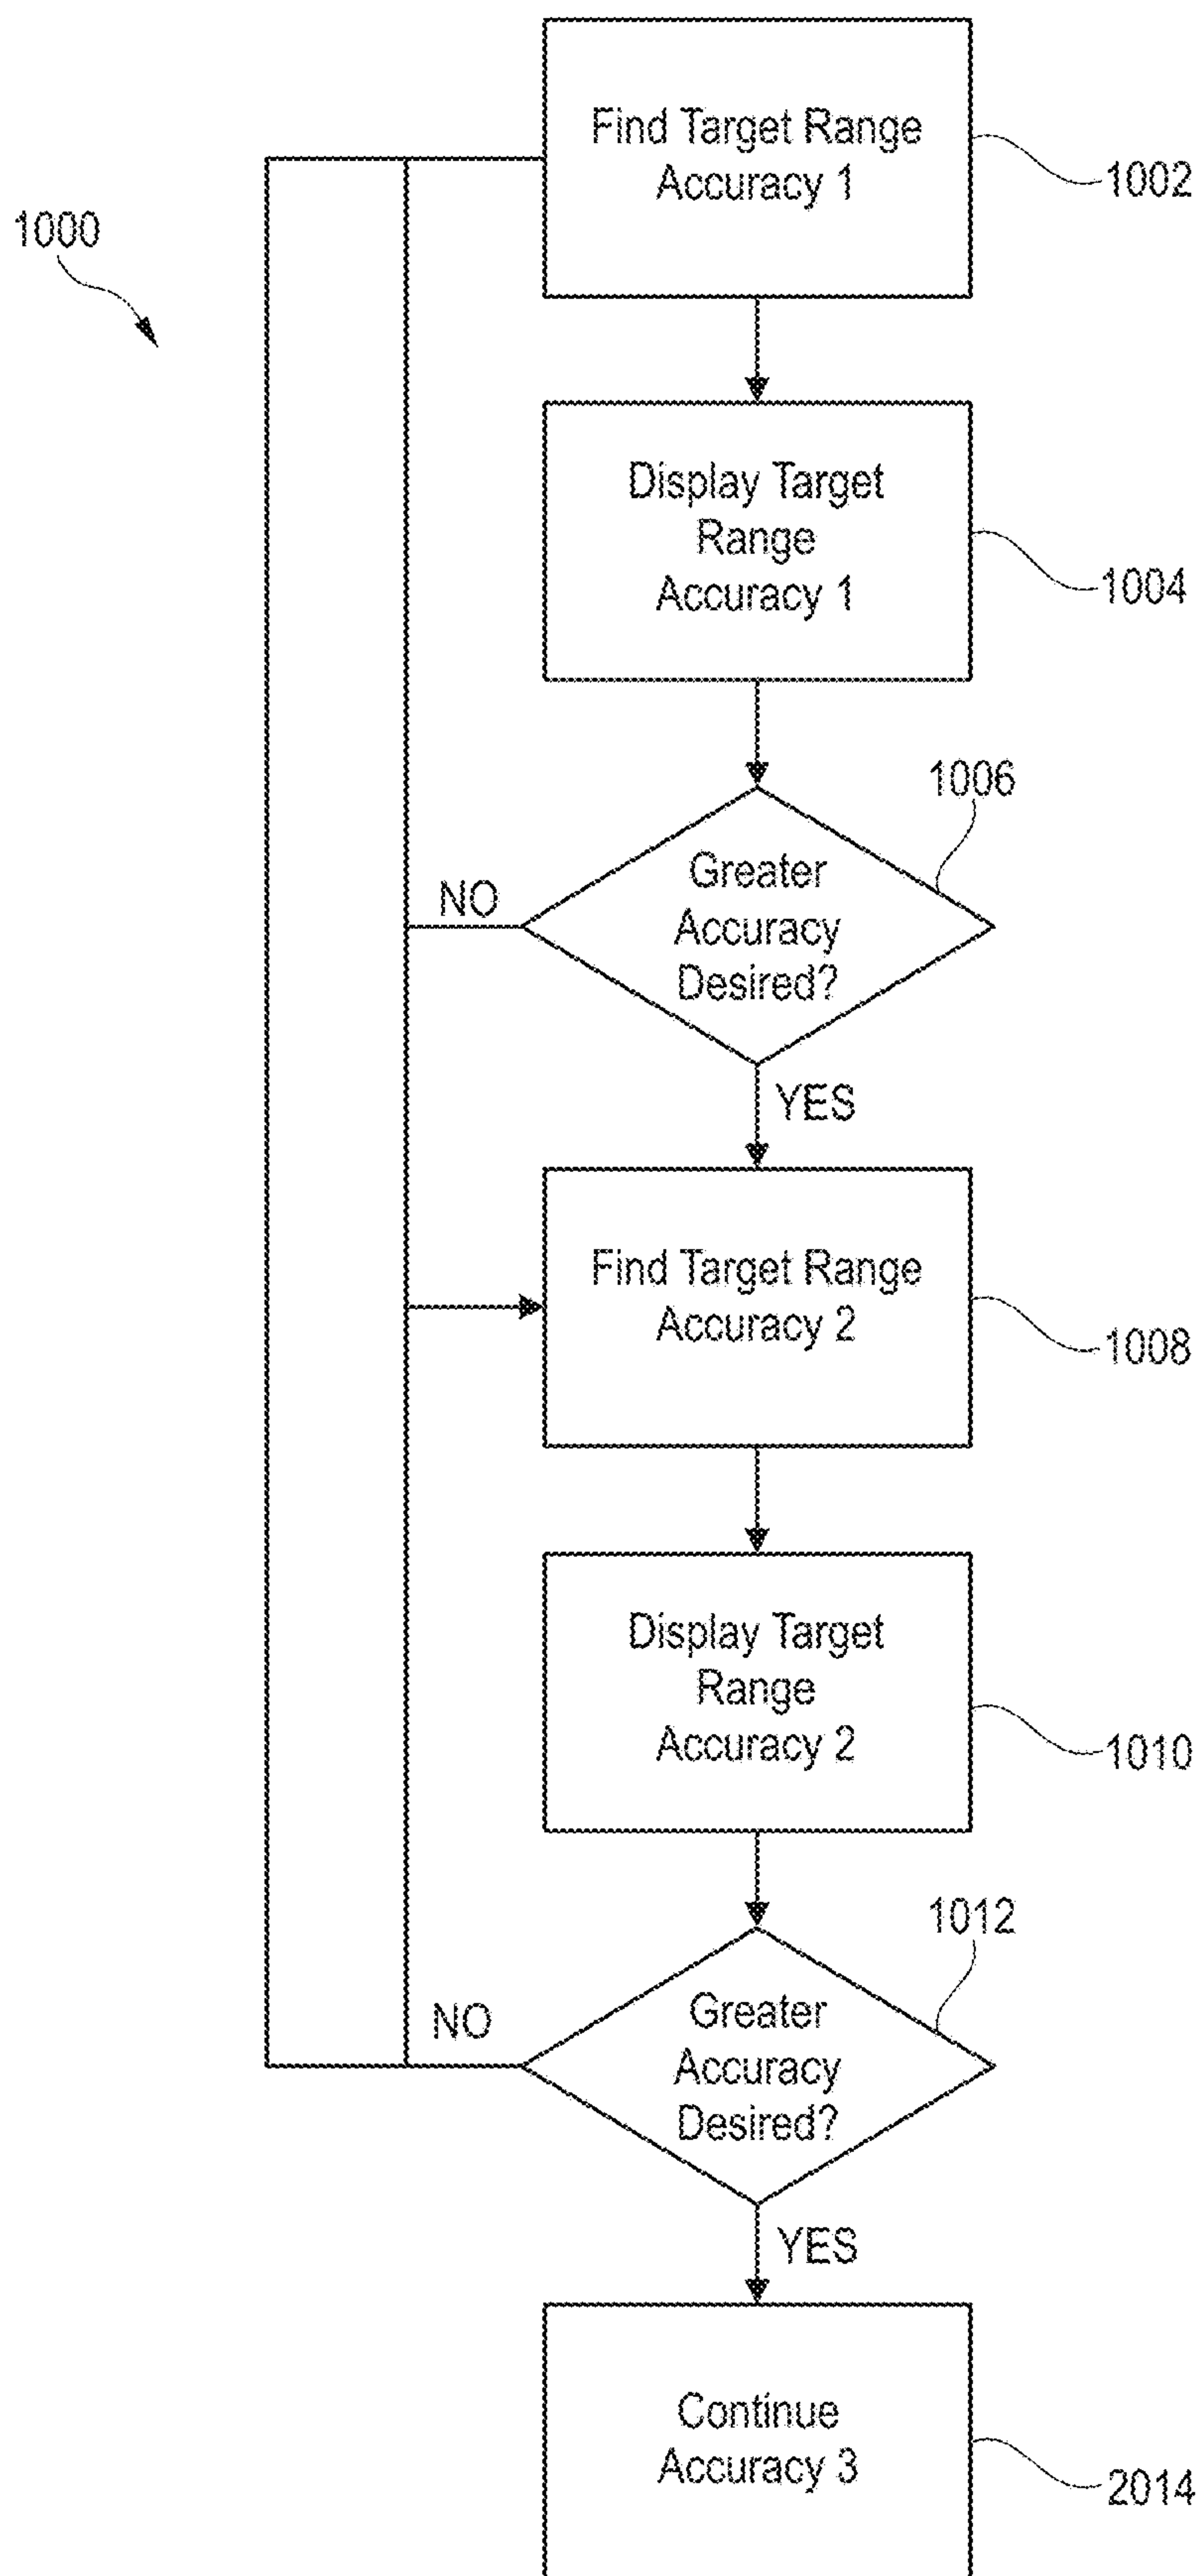 1000
Find Target Range
Accuracy 1
1002
Display Target
Range
Accuracy 1
1004
1006
Greater
Accuracy
Desired?
NO
YES
Find Target Range
Accuracy 2
1008
Display Target
Range
Accuracy 2
1010
1012
Greater
Accuracy
Desired?
NO
YES
Continue
Accuracy 3
2014